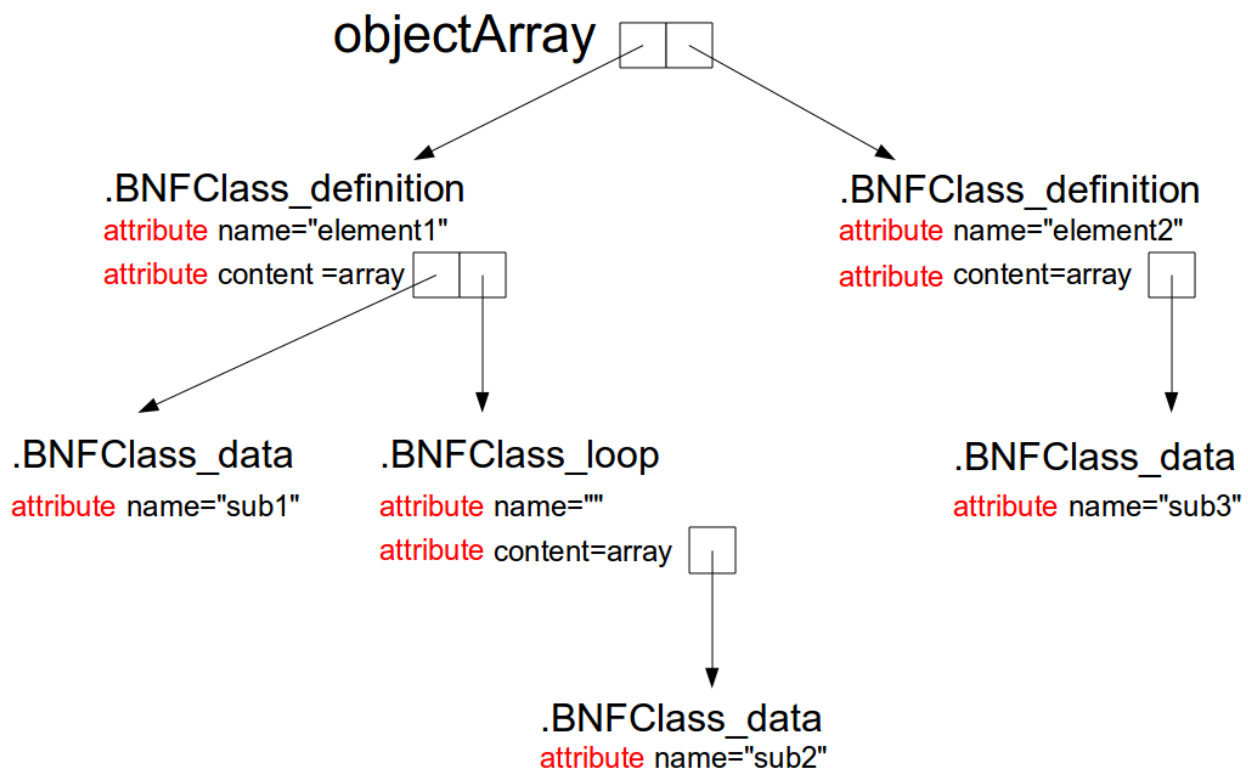 objectArray
.BNFClass_definition
attribute name="element1"
attribute content =array
.BNFClass_definition
attribute name="element2"
attribute content=array
.BNFClass_data
attribute name="sub1"
.BNFClass_loop
attribute name=""
attribute content=array
.BNFClass_data
attribute name="sub3"
.BNFClass_data
attribute name="sub2"